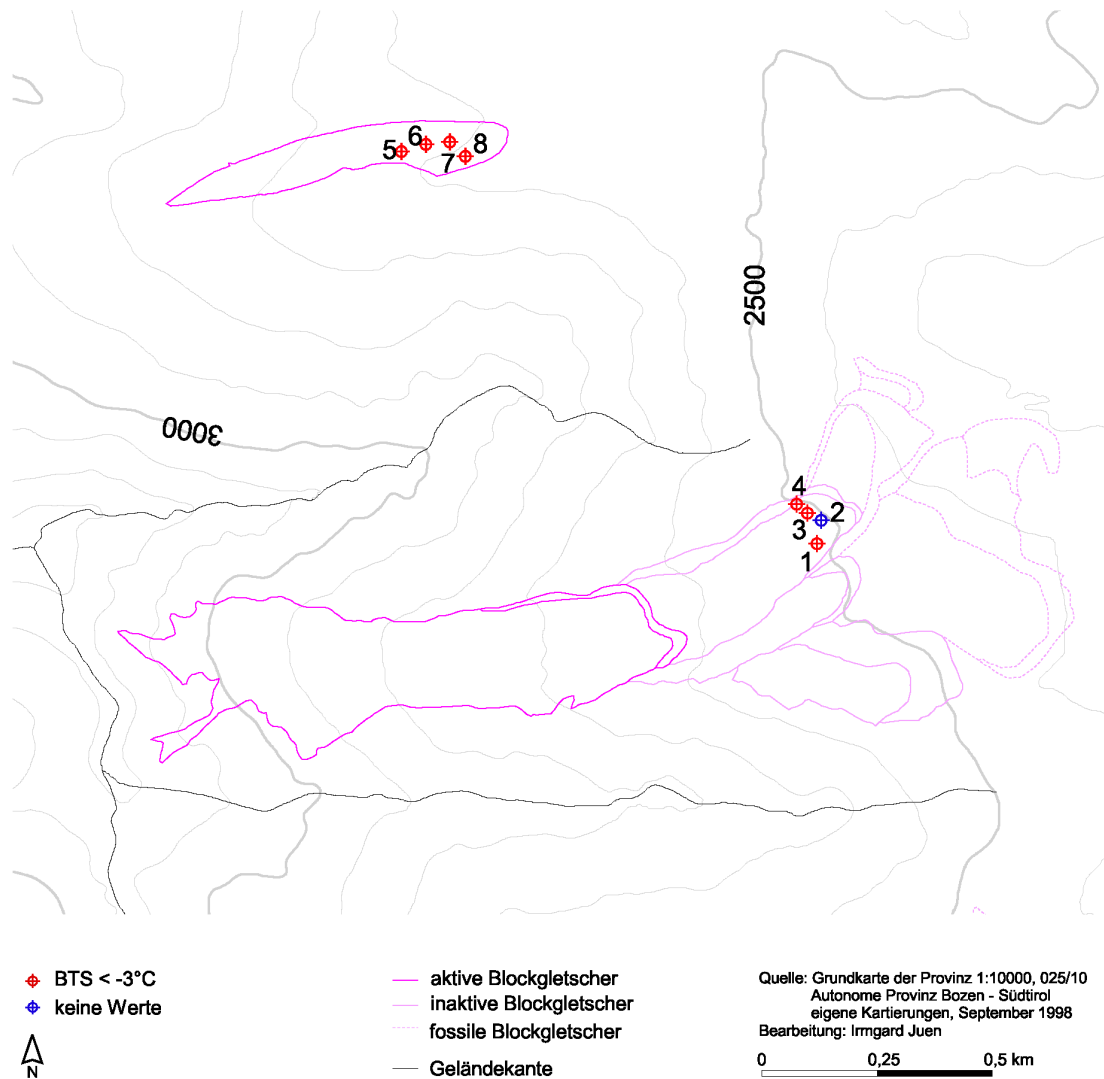 6
8
5
7
2500
3000
4
2
3
1
BTS < -3°C
keine Werte
N
aktive Blockgletscher
inaktive Blockgletscher
fossile Blockgletscher
Geländekante
Quelle: Grundkarte der Provinz 1:10000, 025/10
Autonome Provinz Bozen - Südtirol
eigene Kartierungen, September 1998
Bearbeitung: Irmgard Juen
0 0,25 0,5 km